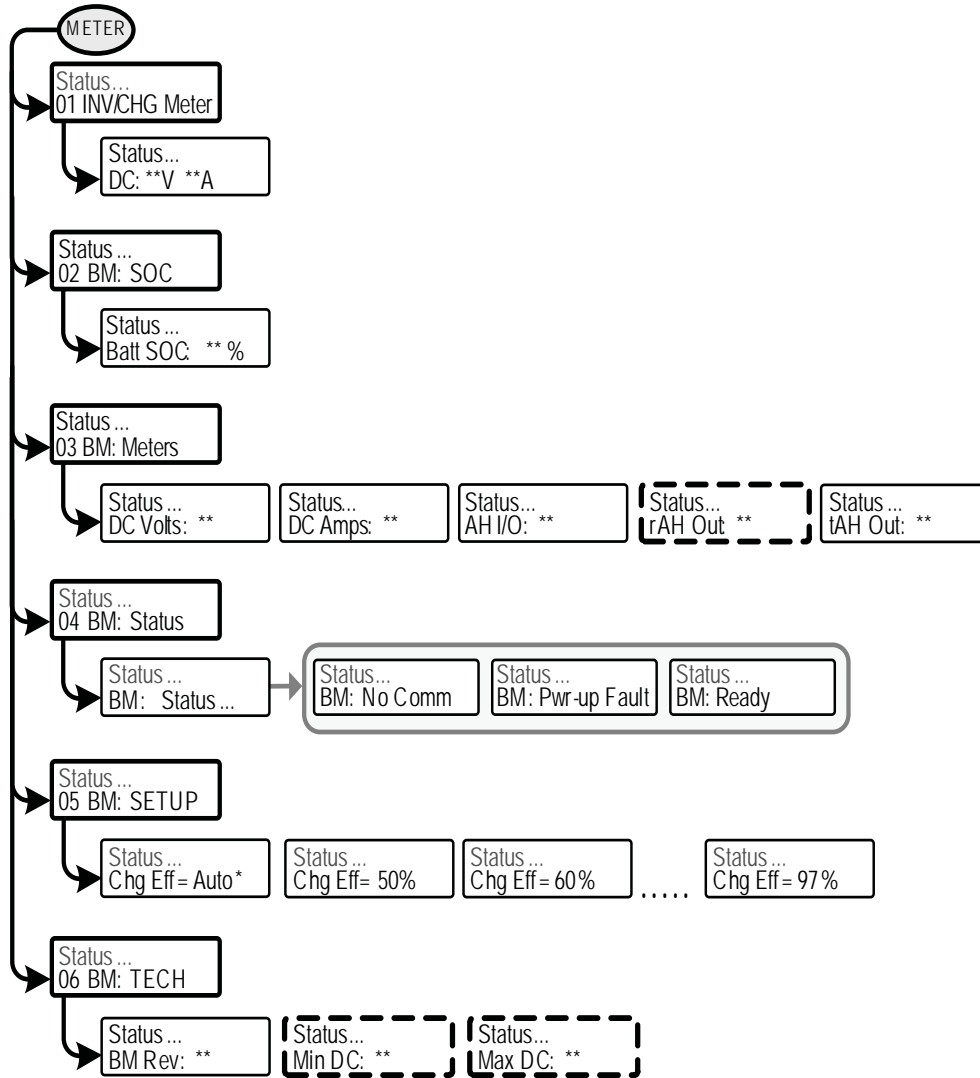 METER
Status...
01 INV/CHG Meter
Status...
DC: **V **A
Status ...
02 BM: SOC
Status ...
Batt SOC: ** %
Status ...
03 BM: Meters
Status ...
DC Volts: **
Status...
DC Amps: **
Status...
AH I/O: **
Status...
rAH Out: **
Status ...
tAH Out: **
Status ...
04 BM: Status
Status ...
BM: Status ...
Status...
BM: No Comm
Status ...
BM: Pwr-up Fault
Status ...
BM: Ready
Status ...
05 BM: SETUP
Status ...
Chg Eff = Auto*
Status ...
Chg Eff= 50%
Status ...
Chg Eff = 60%
.....
Status ...
Chg Eff = 97%
Status ...
06 BM: TECH
Status ...
BM Rev: **
Status...
Min DC: **
Status...
Max DC: **